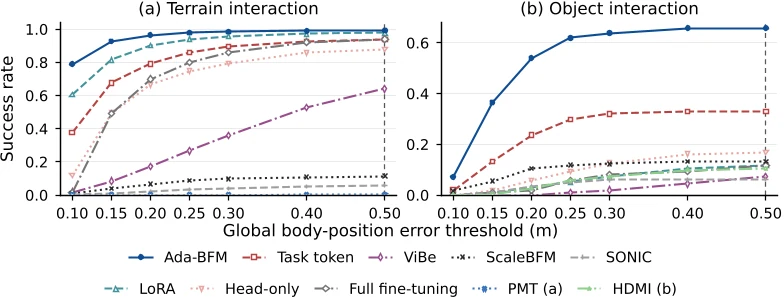 (a) Terrain interaction
(b) Object interaction
Success rate
1.0
0.8
0.6
0.4
0.2
0.0
0.10 0.15 0.20 0.25 0.30 0.40 0.50
0.6
0.4
0.2
0.0
0.10 0.15 0.20 0.25 0.30 0.40 0.50
Global body-position error threshold (m)
Ada-BFM Task token ViBe ScaleBFM SONIC
LoRA Head-only Full fine-tuning PMT (a) HDMI (b)